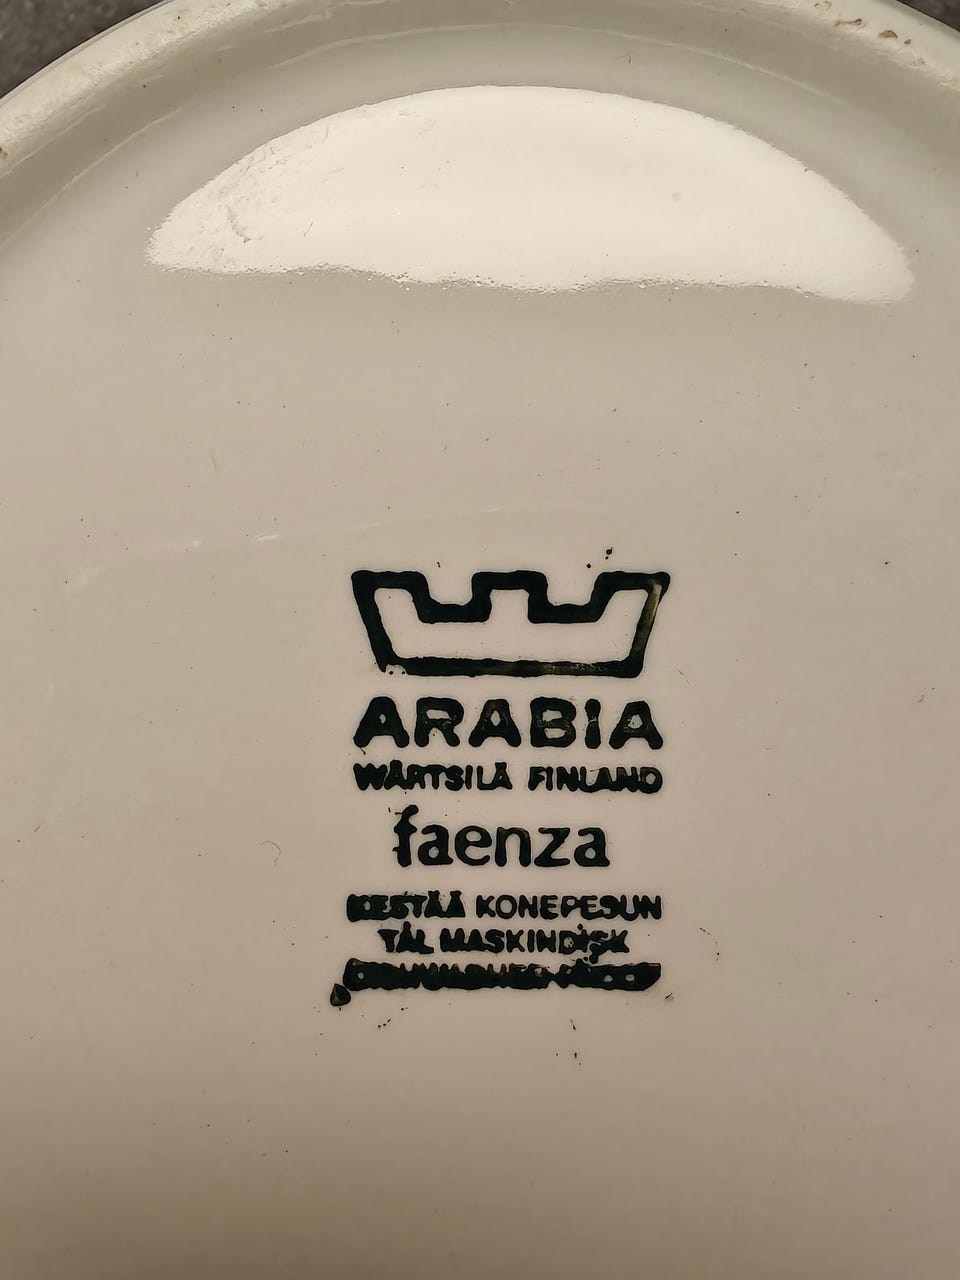 ARABIA
WÄRTSILÄ FINLAND
faenza
KESTÄÄ KONEPESUN
TÅL MASKINDISK